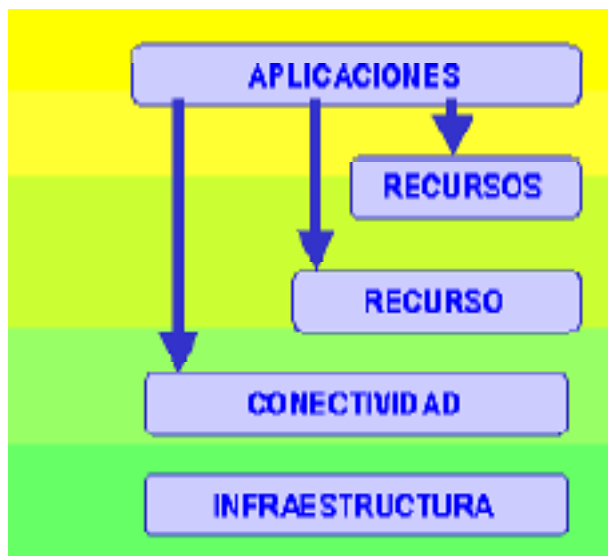 APLICACIONES
RECURSOS
RECURSO
CONECTIVIDAD
INFRAESTRUCTURA